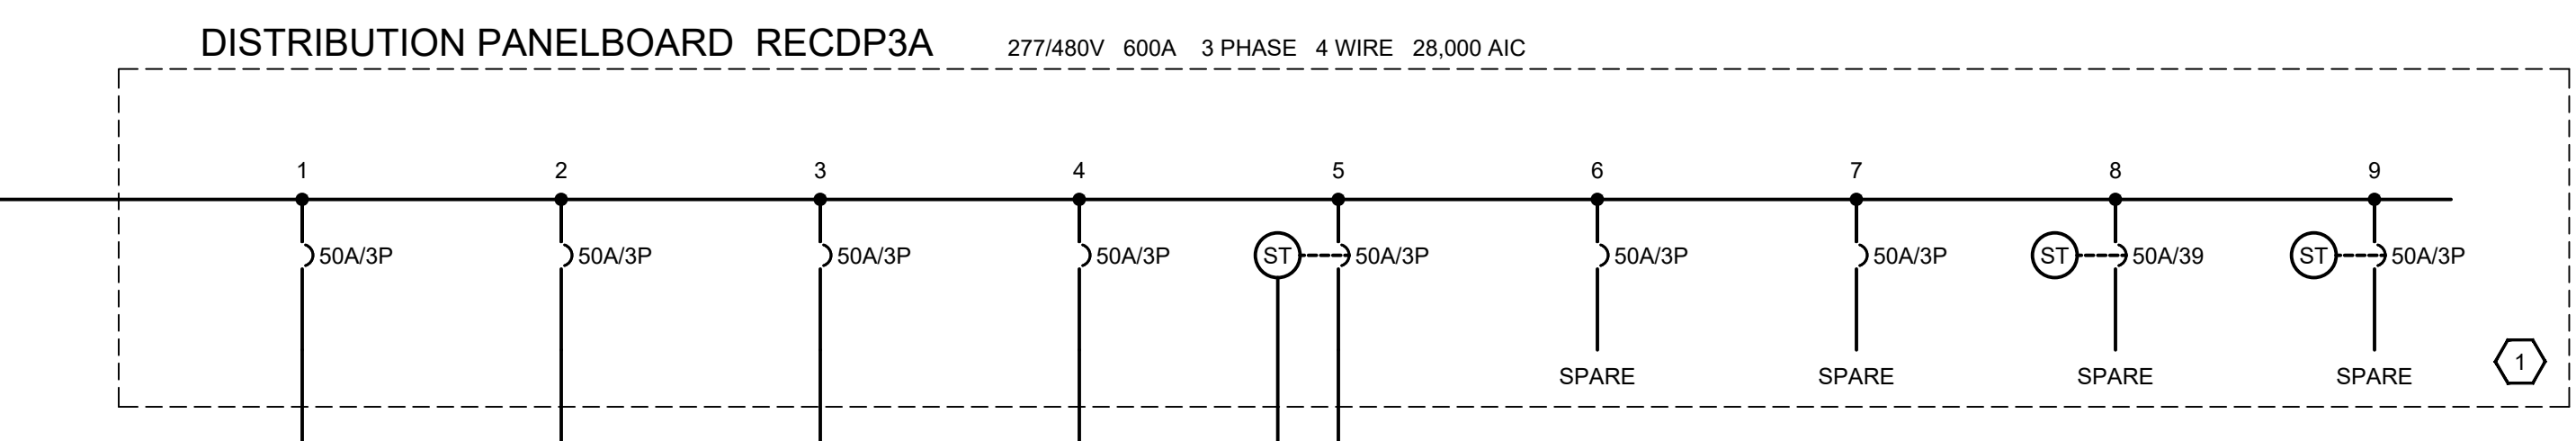 DISTRIBUTION PANELBOARD RECDP3A 277/480V 600A 3 PHASE 4 WIRE 28,000 AIC
1 2 3 4 5 6 7 8 9
50A/3P 50A/3P 50A/3P 50A/3P ST 50A/3P 50A/3P 50A/3P ST 50A/39 ST 50A/3P
SPARE SPARE SPARE SPARE 1